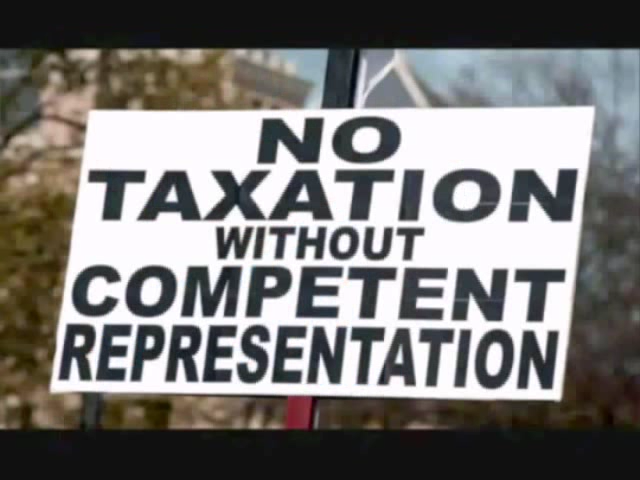 NO
TAXATION
WITHOUT
COMPETENT
REPRESENTATION